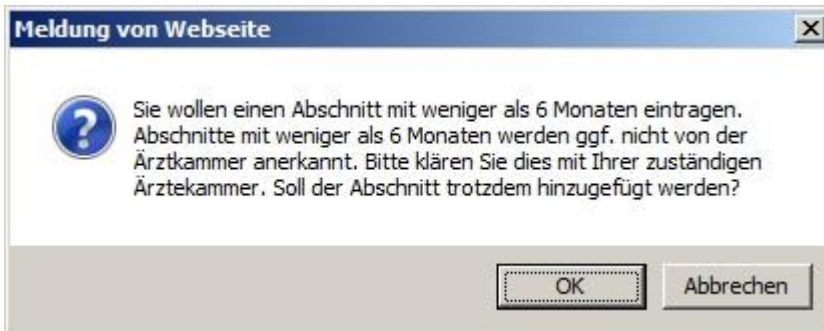 Meldung von Webseite
Sie wollen einen Abschnitt mit weniger als 6 Monaten eintragen.
Abschnitte mit weniger als 6 Monaten werden ggf. nicht von der
Ärztkammer anerkannt. Bitte klären Sie dies mit Ihrer zuständigen
Ärztekammer. Soll der Abschnitt trotzdem hinzugefügt werden?
OK
Abbrechen